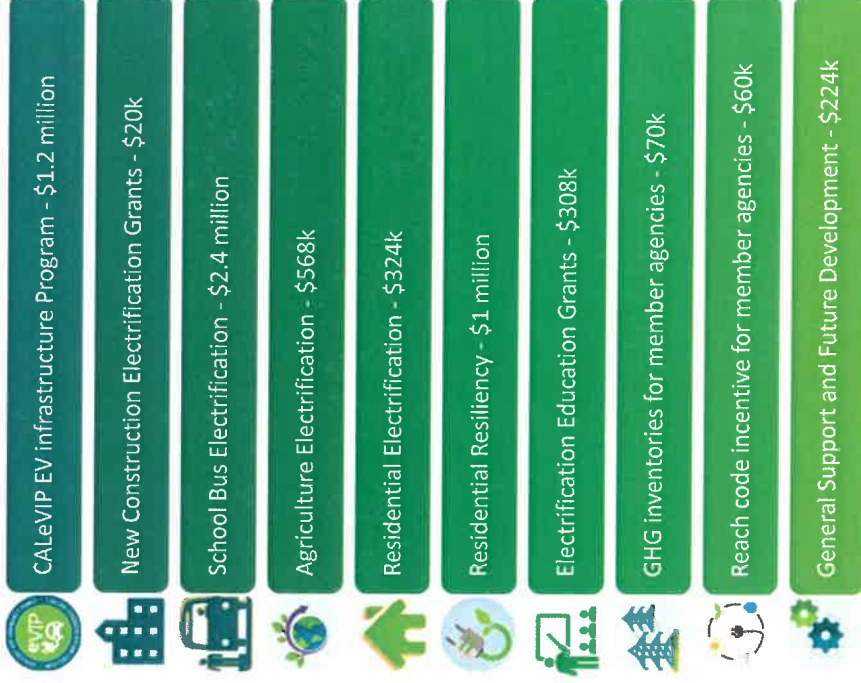 CALeVIP EV infrastructure Program - $1.2 million
New Construction Electrification Grants - $20k
School Bus Electrification - $2.4 million
Agriculture Electrification - $568k
Residential Electrification - $324k
Residential Resiliency - $1 million
Electrification Education Grants - $308k
GHG inventories for member agencies - $70k
Reach code incentive for member agencies - $60k
General Support and Future Development - $224k
eVIP